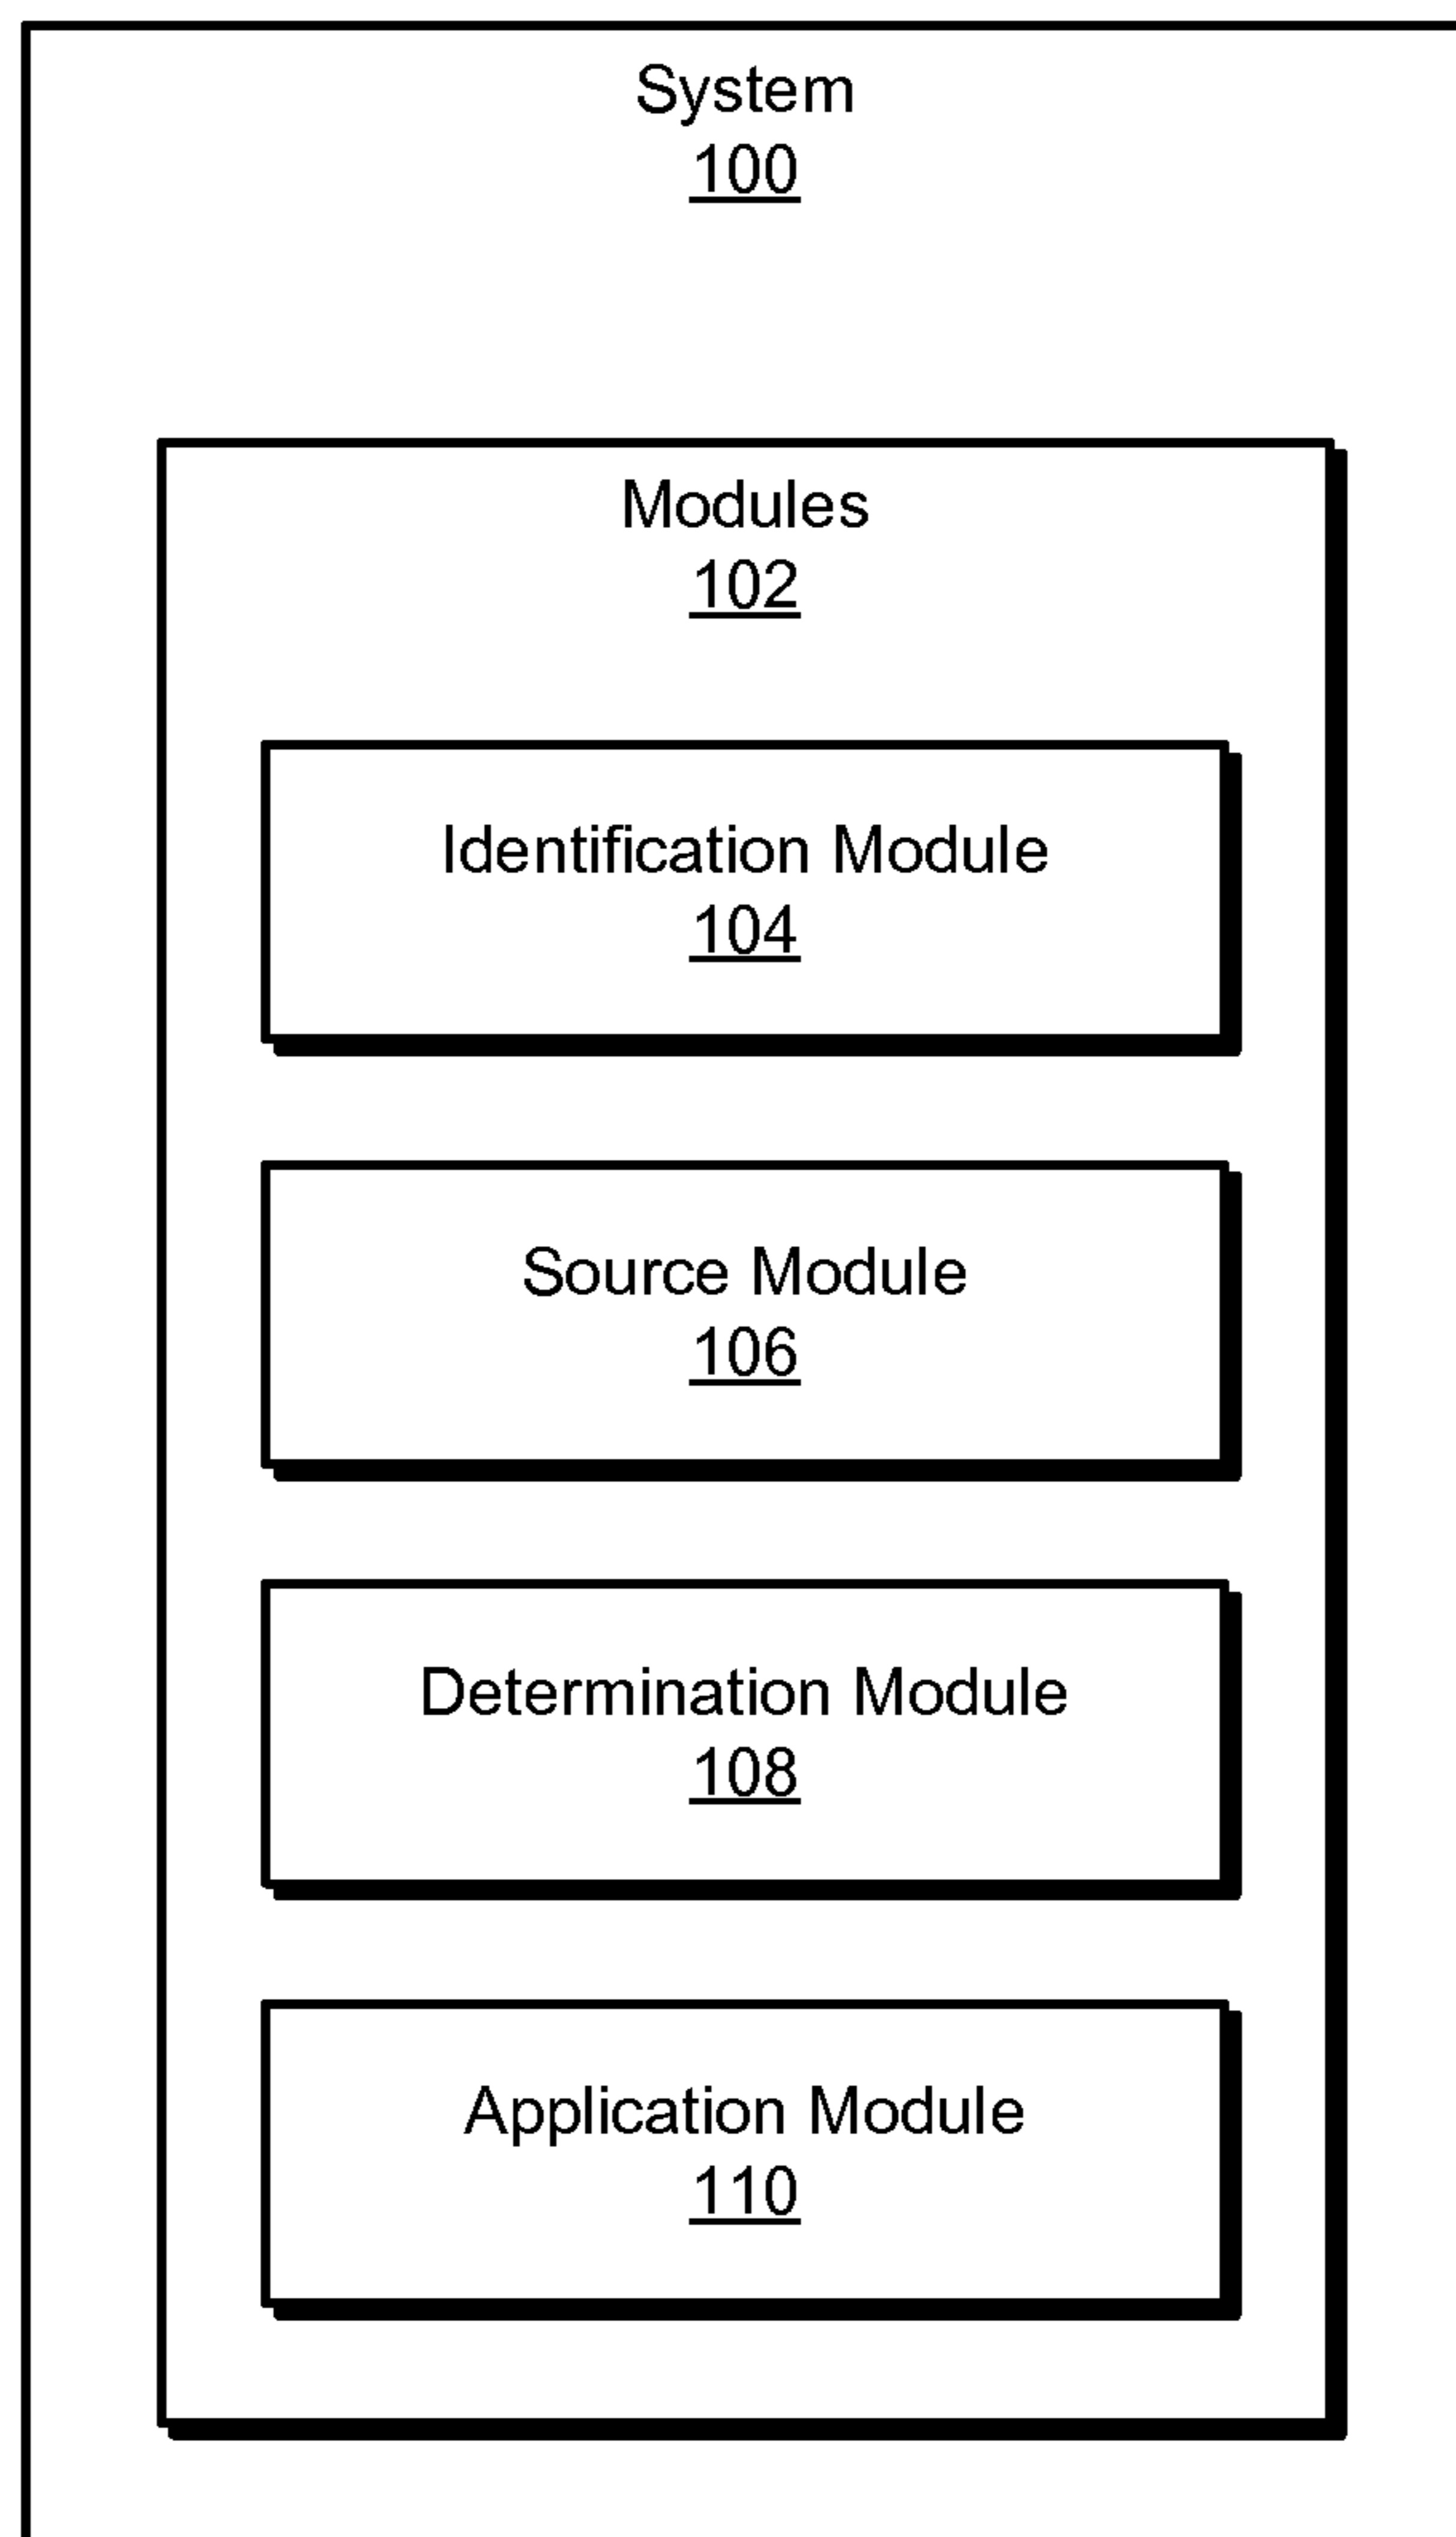 System
100
Modules
102
Identification Module
104
Source Module
106
Determination Module
108
Application Module
110